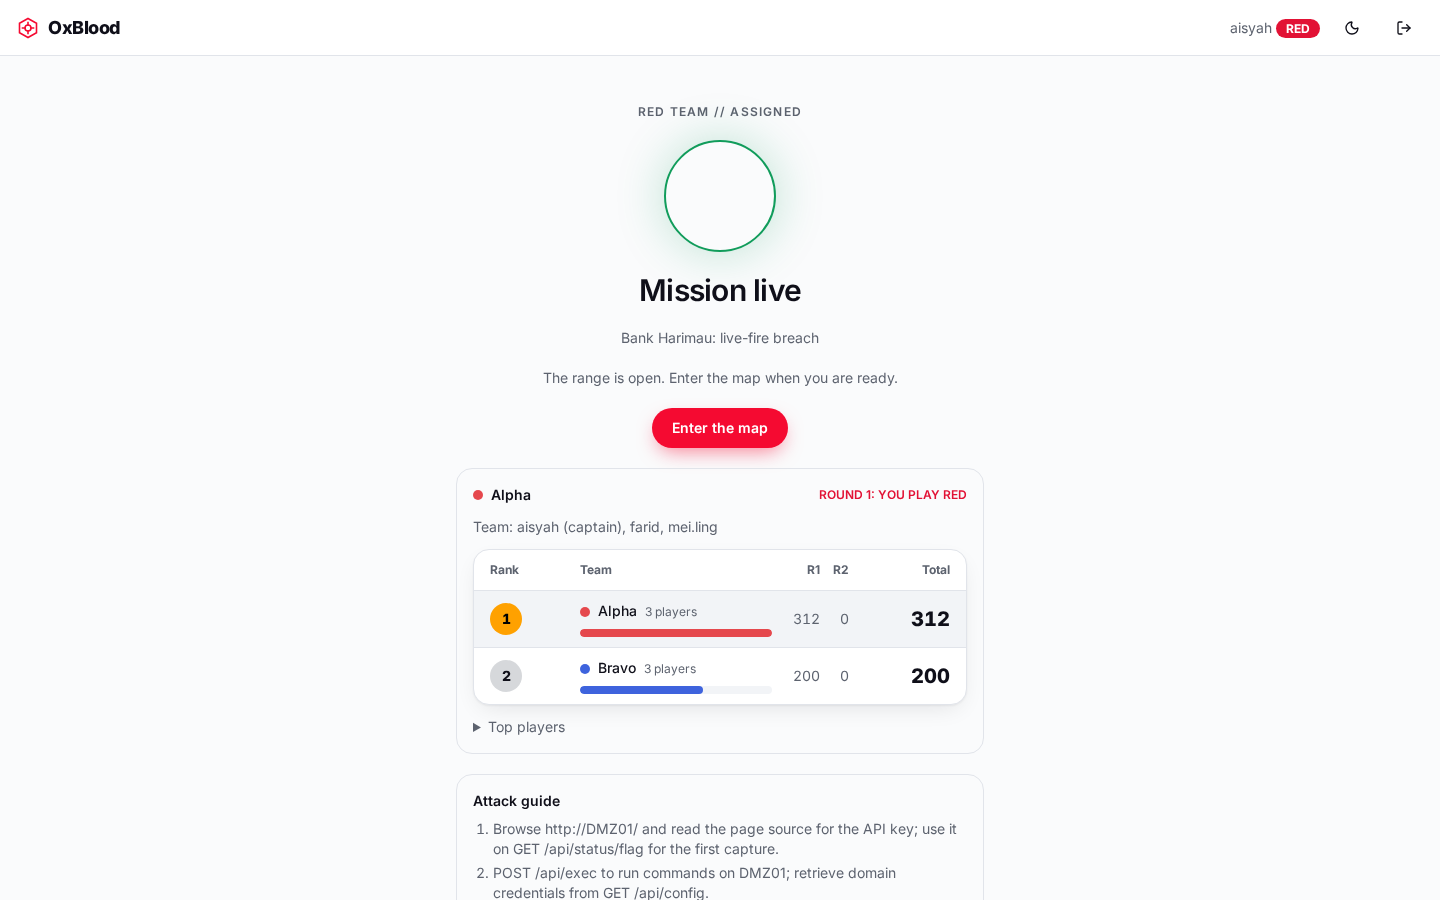 OxBlood
aisyah RED
RED TEAM // ASSIGNED
Mission live
Bank Harimau: live-fire breach
The range is open. Enter the map when you are ready.
Enter the map
Alpha ROUND 1: YOU PLAY RED
Team: aisyah (captain), farid, mei.ling
Rank Team R1 R2 Total
1 Alpha 3 players 312 0 312
2 Bravo 3 players 200 0 200
Top players
Attack guide
1. Browse http://DMZ01/ and read the page source for the API key; use it
on GET /api/status/flag for the first capture.
2. POST /api/exec to run commands on DMZ01; retrieve domain
credentials from GET /api/config.